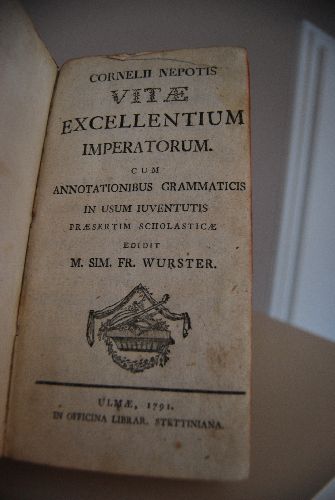 CORNELII NEPOTIS
VITÆ
EXCELLENTIUM
IMPERATORUM.
CUM
ANNOTATIONIBUS GRAMMATICIS
IN USUM IUVENTUTIS
PRÆSERTIM SCHOLASTICÆ
EDIDIT
M. SIM. FR. WURSTER.
ULMÆ, 1791.
IN OFFICINA LIBRAR. STETTINIANA.